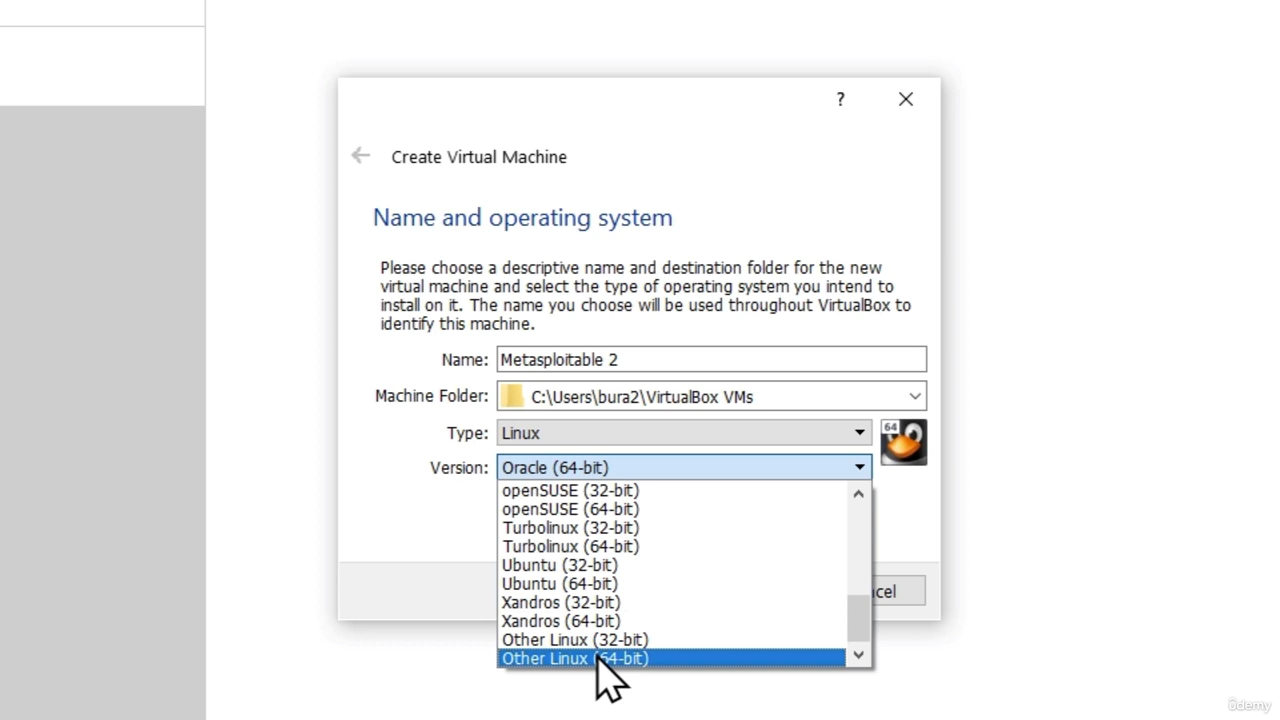 ?
Create Virtual Machine
Name and operating system
Please choose a descriptive name and destination folder for the new
virtual machine and select the type of operating system you intend to
install on it. The name you choose will be used throughout VirtualBox to
identify this machine.
Name: Metasploitable 2
Machine Folder: C:\Users\bura2\VirtualBox VMs
Type: Linux
64
Version: Oracle (64-bit)
openSUSE (32-bit)
openSUSE (64-bit)
Turbolinux (32-bit)
Turbolinux (64-bit)
Ubuntu (32-bit)
Ubuntu (64-bit)
Xandros (32-bit)
Xandros (64-bit)
Other Linux (32-bit)
Other Linux (64-bit)
cel
ûdemy